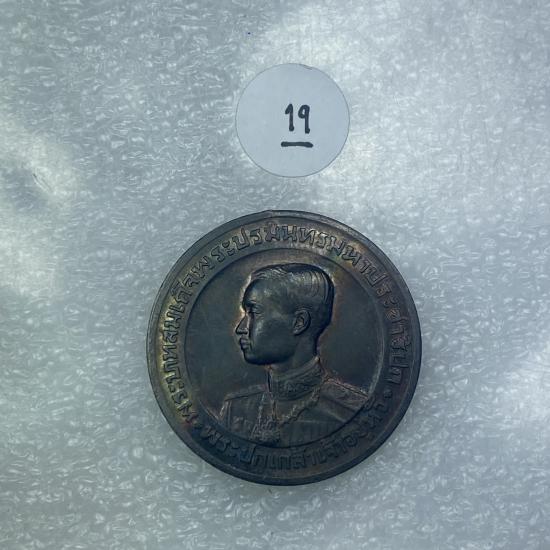 19
พระบาทสมเด็จพระปรมินทรมหาประชาธิปก
พระปกเกล้าเจ้าอยู่หัว